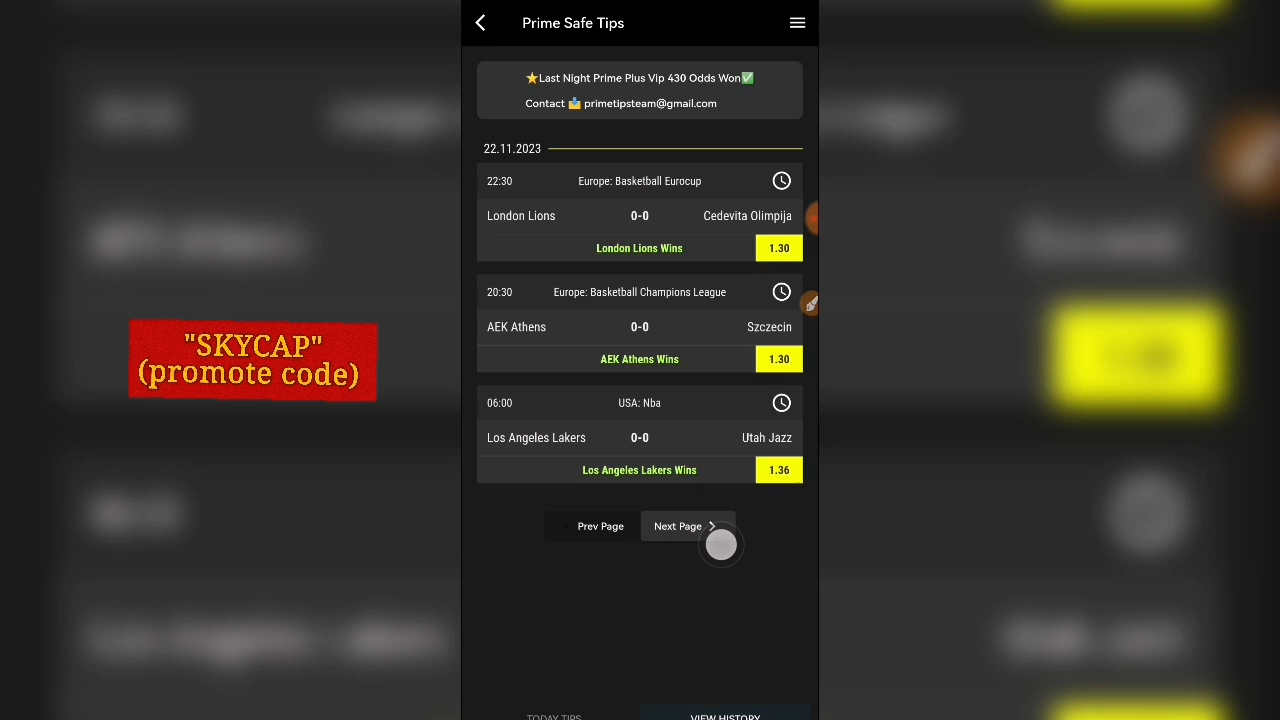 Prime Safe Tips
⭐Last Night Prime Plus Vip 430 Odds Won✅
Contact 📩 primetipsteam@gmail.com
22.11.2023
22:30 Europe: Basketball Eurocup
London Lions 0-0 Cedevita Olimpija
London Lions Wins 1.30
20:30 Europe: Basketball Champions League
AEK Athens 0-0 Szczecin
AEK Athens Wins 1.30
06:00 USA: Nba
Los Angeles Lakers 0-0 Utah Jazz
Los Angeles Lakers Wins 1.36
Prev Page Next Page
TODAY TIPS VIEW HISTORY
"SKYCAP"
(promote code)